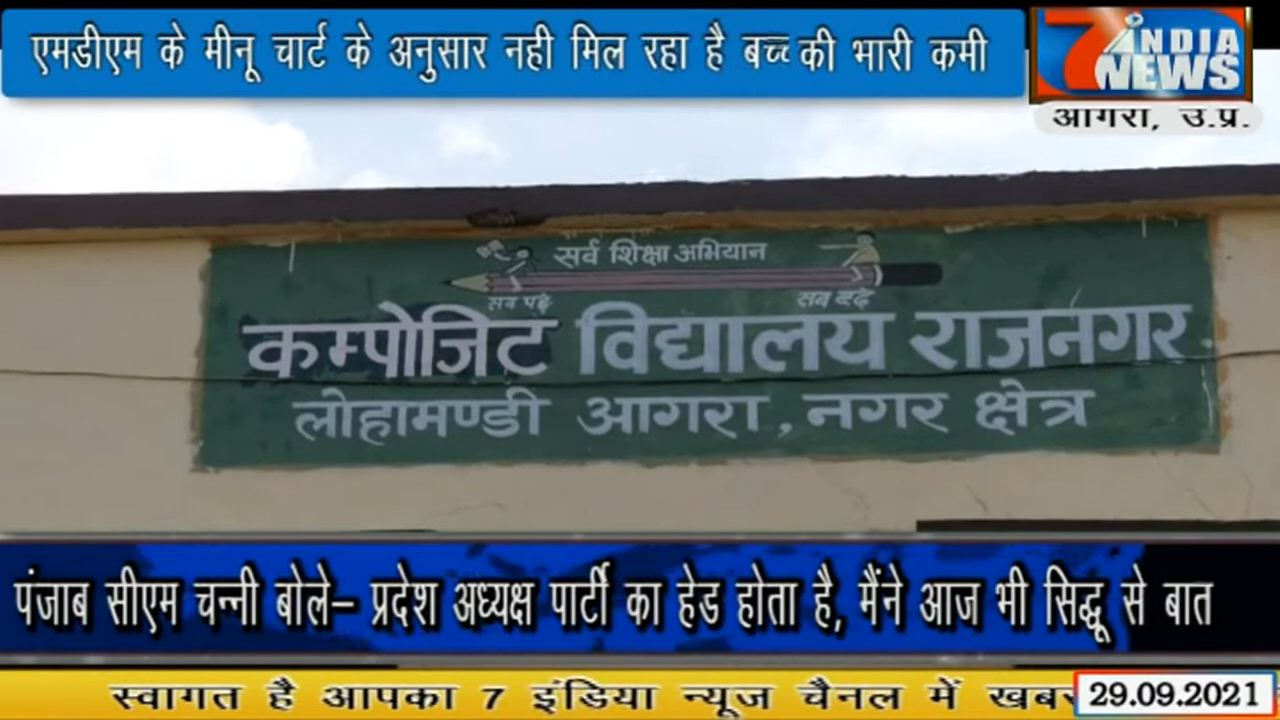 एमडीएम के मीनू चार्ट के अनुसार नही मिल रहा है की भारी कमी
7 INDIA NEWS
आगरा, उ.प्र.
सर्व शिक्षा अभियान
सब पढ़े सब बढ़े
कम्पोजिट विद्यालय राजनगर
लोहामण्डी आगरा, नगर क्षेत्र
पंजाब सीएम चन्नी बोले– प्रदेश अध्यक्ष पार्टी का हेड होता है, मैंने आज भी सिद्धू से बात
स्वागत है आपका 7 इंडिया न्यूज चैनल में खबर
29.09.2021